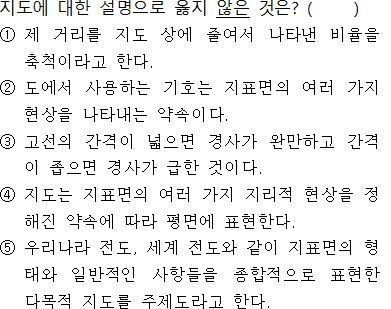 지도에 대한 설명으로 옳지 않은 것은? (      )
① 제 거리를 지도 상에 줄여서 나타낸 비율을
축척이라고 한다.
② 도에서 사용하는 기호는 지표면의 여러 가지
현상을 나타내는 약속이다.
③ 고선의 간격이 넓으면 경사가 완만하고 간격
이 좁으면 경사가 급한 것이다.
④ 지도는 지표면의 여러 가지 지리적 현상을 정
해진 약속에 따라 평면에 표현한다.
⑤ 우리나라 전도, 세계 전도와 같이 지표면의 형
태와 일반적인 사항들을 종합적으로 표현한
다목적 지도를 주제도라고 한다.